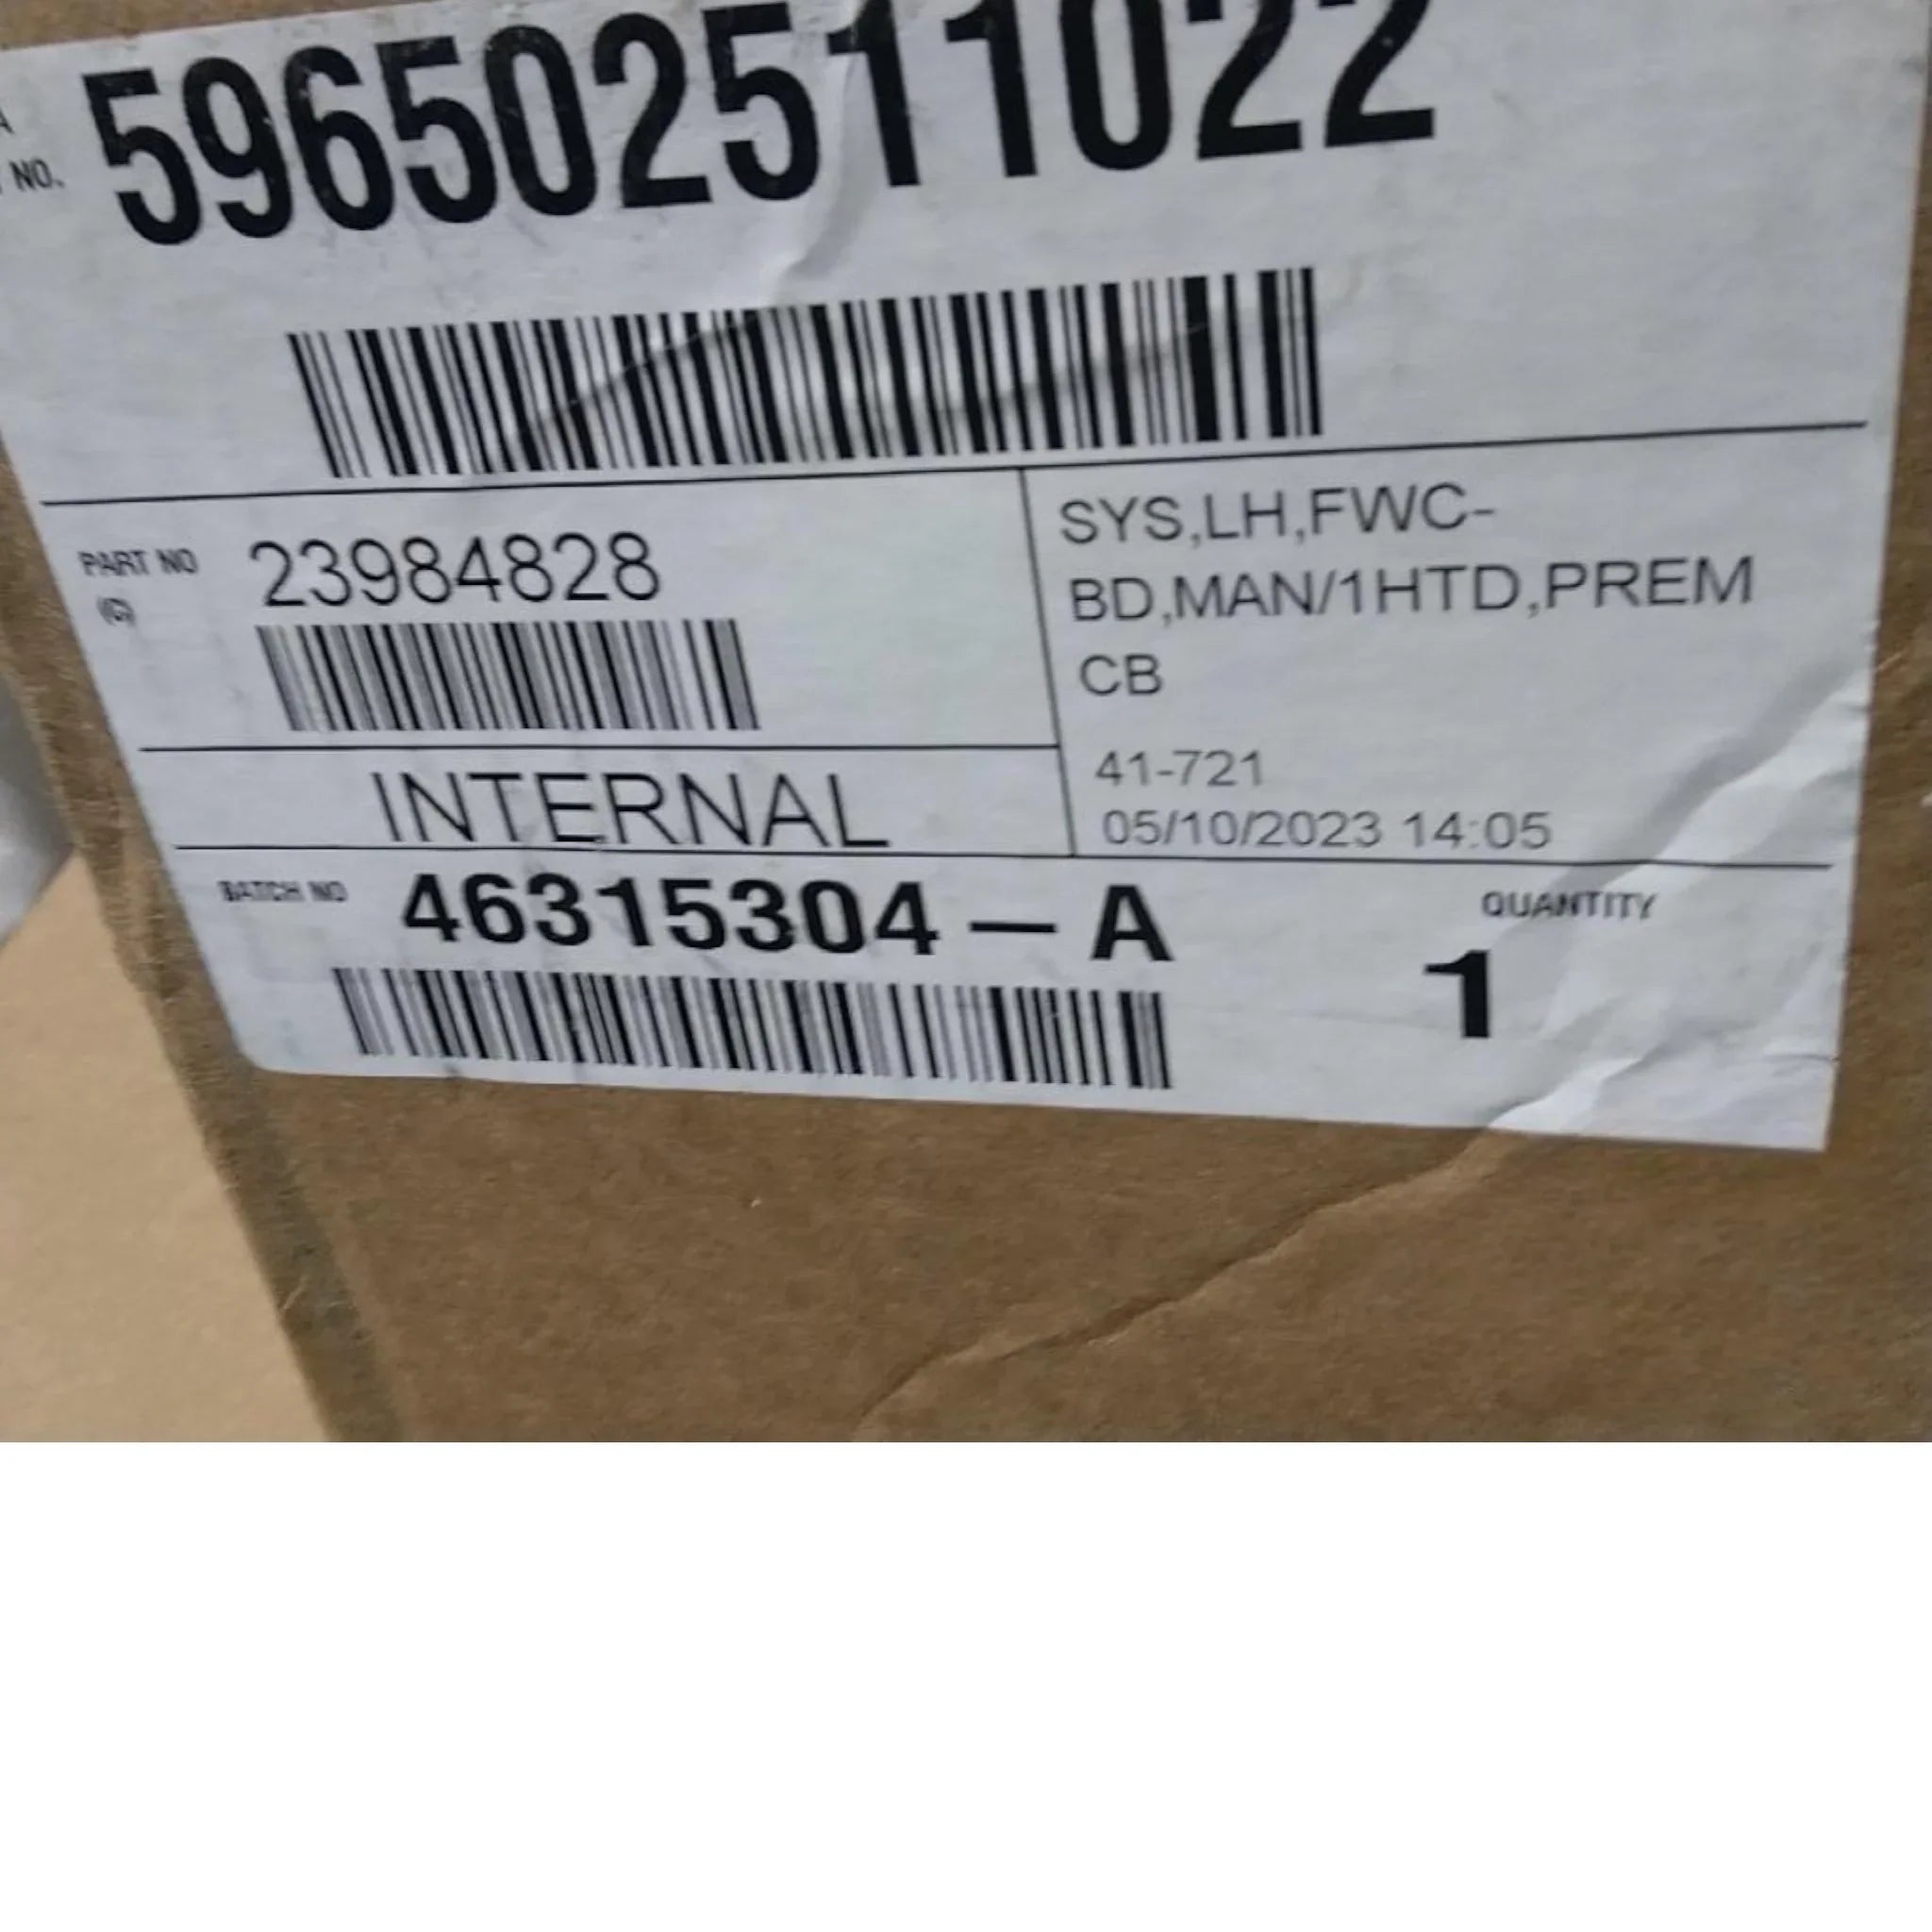 NO. 596502511022
PART NO 23984828
(G)
SYS,LH,FWC-
BD,MAN/1HTD,PREM
CB
41-721
05/10/2023 14:05
INTERNAL
BATCH NO 46315304 - A
QUANTITY
1